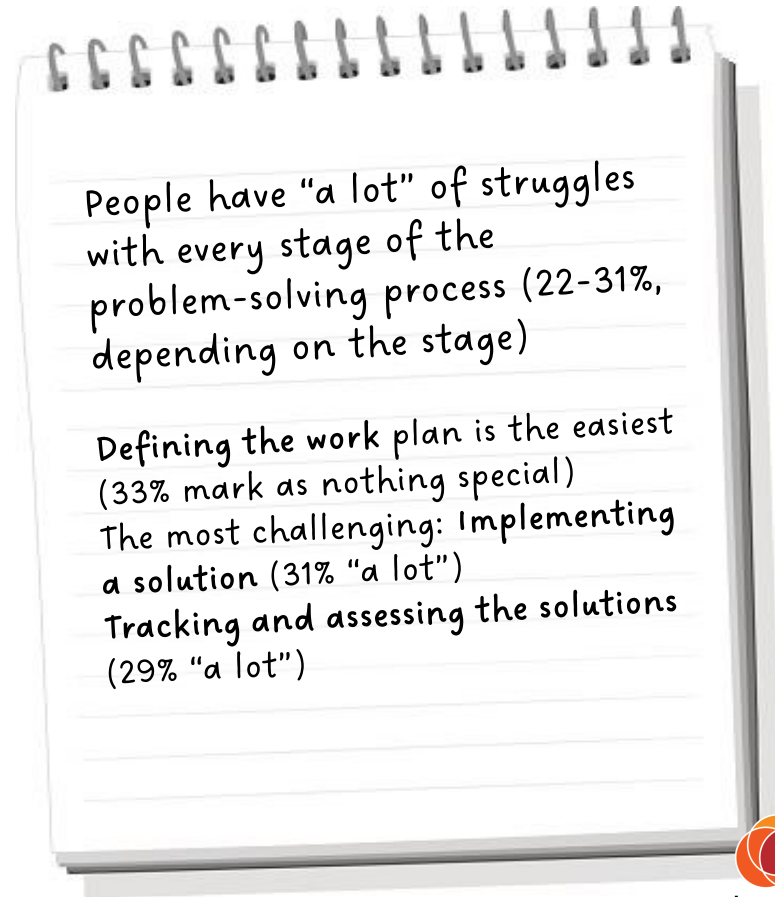 People have “a lot” of struggles
with every stage of the
problem-solving process (22-31%,
depending on the stage)
Defining the work plan is the easiest
(33% mark as nothing special)
The most challenging: Implementing
a solution (31% “a lot”)
Tracking and assessing the solutions
(29% “a lot”)